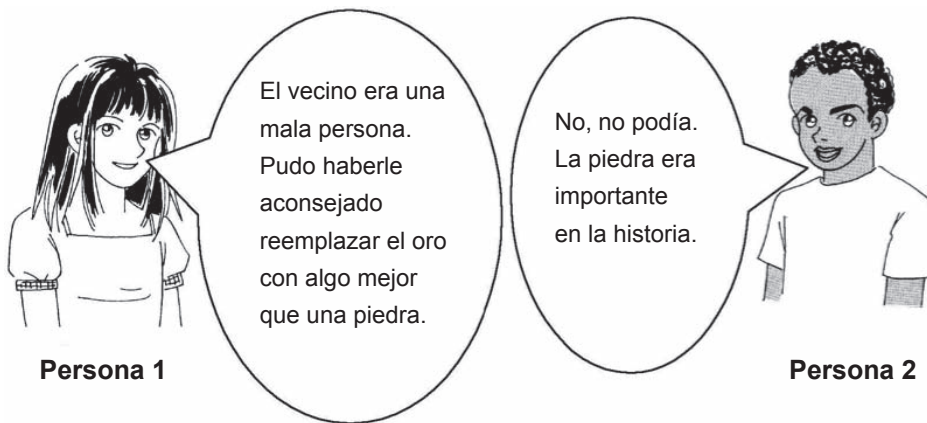 El vecino era una
mala persona.
Pudo haberle
aconsejado
reemplazar el oro
con algo mejor
que una piedra.
No, no podía.
La piedra era
importante
en la historia.
Persona 1
Persona 2